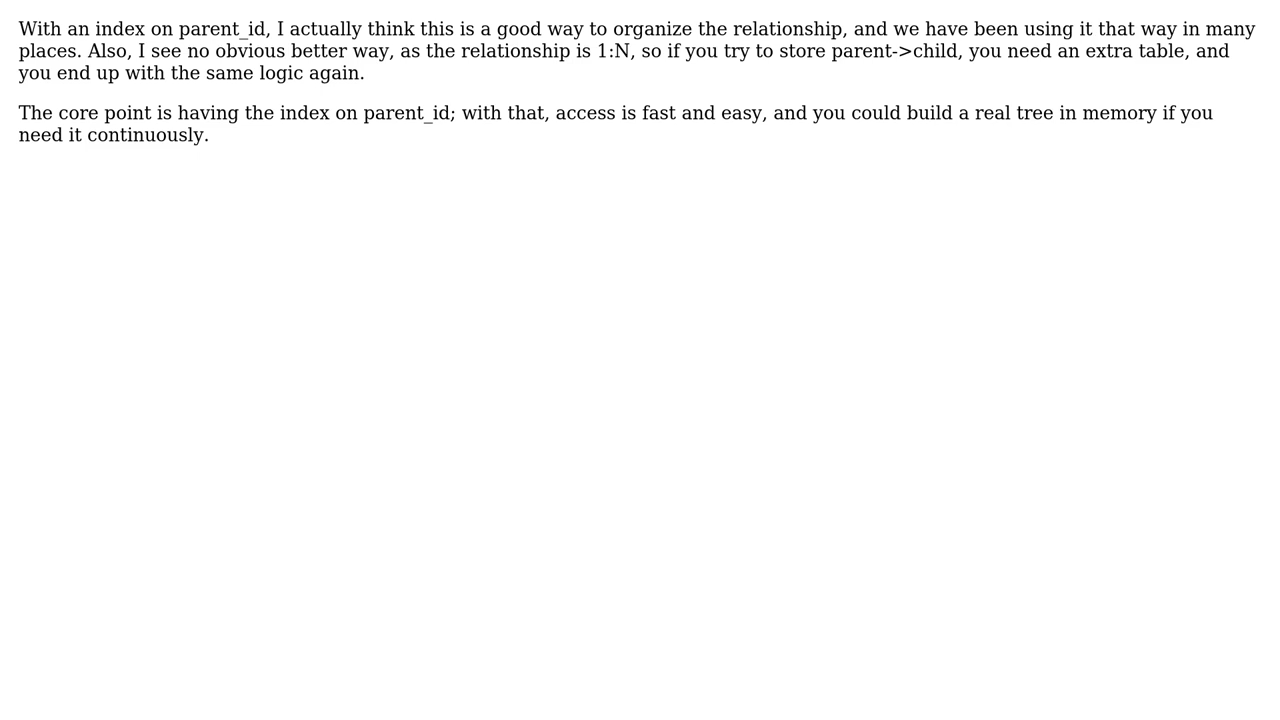 With an index on parent_id, I actually think this is a good way to organize the relationship, and we have been using it that way in many
places. Also, I see no obvious better way, as the relationship is 1:N, so if you try to store parent->child, you need an extra table, and
you end up with the same logic again.
The core point is having the index on parent_id; with that, access is fast and easy, and you could build a real tree in memory if you
need it continuously.